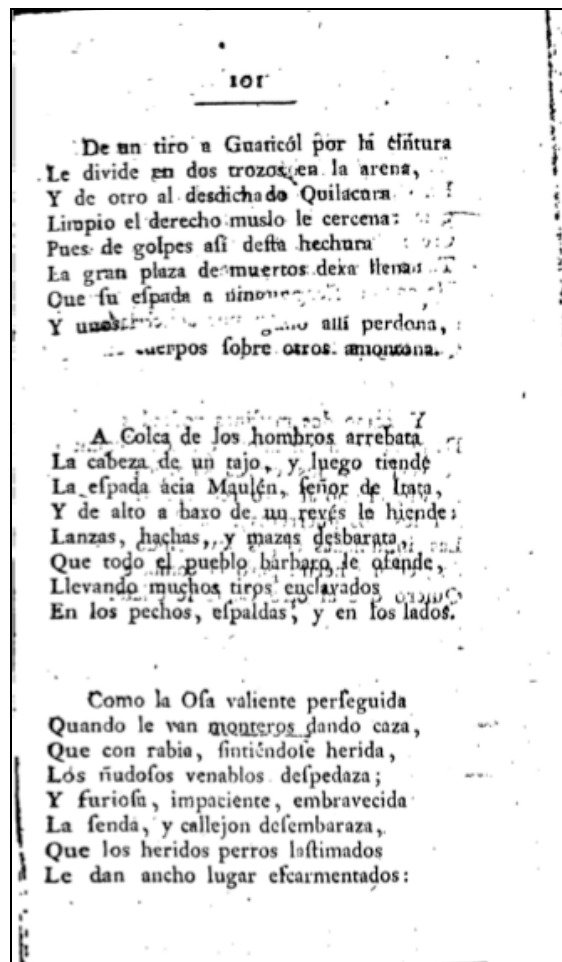 101
De un tiro a Guaricól por la cintura
Le divide en dos trozos en la arena,
Y de otro al desdichado Quilacura
Limpio el derecho muslo le cercena:
Pues de golpes aſi deſta hechura
La gran plaza de muertos dexa llena,
Que ſu eſpada a
Y allí perdona,
cuerpos ſobre otros amontona.
A Colca de los hombros arrebata
La cabeza de un tajo, y luego tiende
La eſpada ácia Maulén, ſeñor de Itata,
Y de alto a baxo de un revés le hiende:
Lanzas, hachas, y mazas desbarata,
Que todo el pueblo bárbaro le ofende,
Llevando muchos tiros enclavados
En los pechos, eſpaldas, y en los lados.
Como la Oſa valiente perſeguida
Quando le van monteros dando caza,
Que con rabia, ſintiéndoſe herida,
Lós ñudoſos venablos deſpedaza;
Y furioſa, impaciente, embravecida
La ſenda, y callejon deſembaraza,
Que los heridos perros laſtimados
Le dan ancho lugar eſcarmentados: